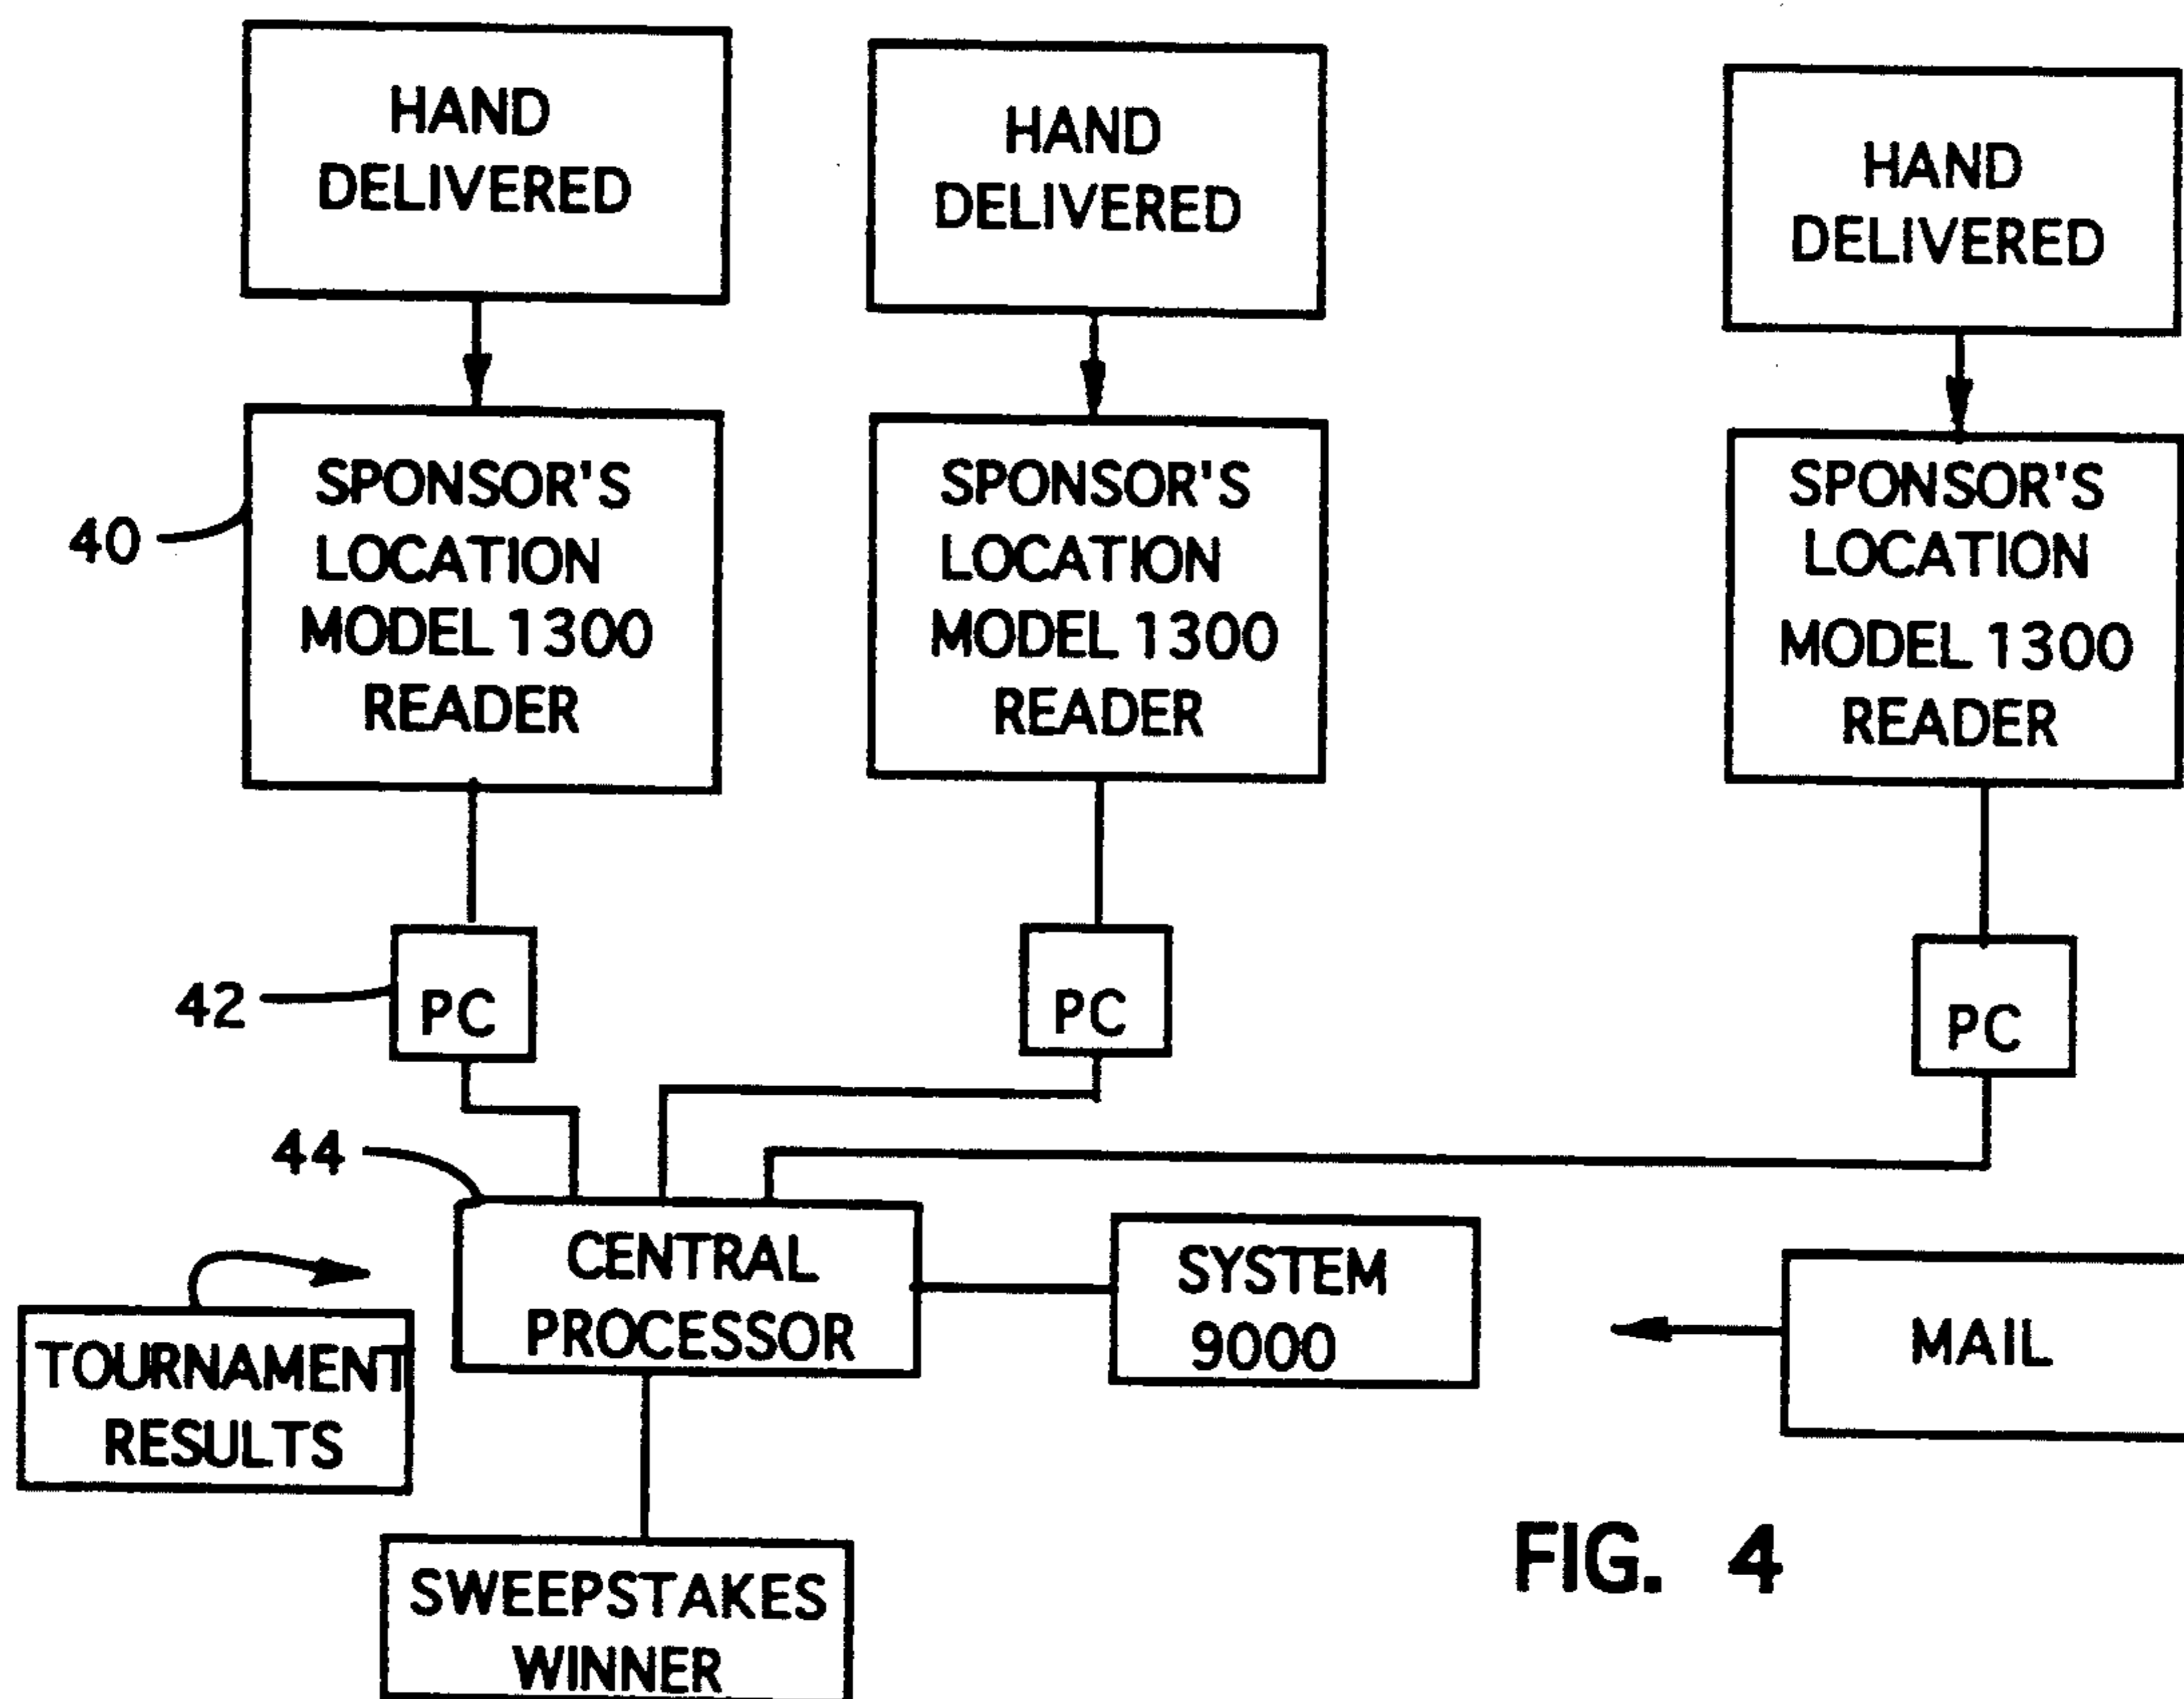 HAND
DELIVERED
HAND
DELIVERED
HAND
DELIVERED
40
SPONSOR'S
LOCATION
MODEL 1300
READER
SPONSOR'S
LOCATION
MODEL 1300
READER
SPONSOR'S
LOCATION
MODEL 1300
READER
42
PC
PC
PC
44
CENTRAL
PROCESSOR
SYSTEM
9000
MAIL
TOURNAMENT
RESULTS
SWEEPSTAKES
WINNER
FIG. 4